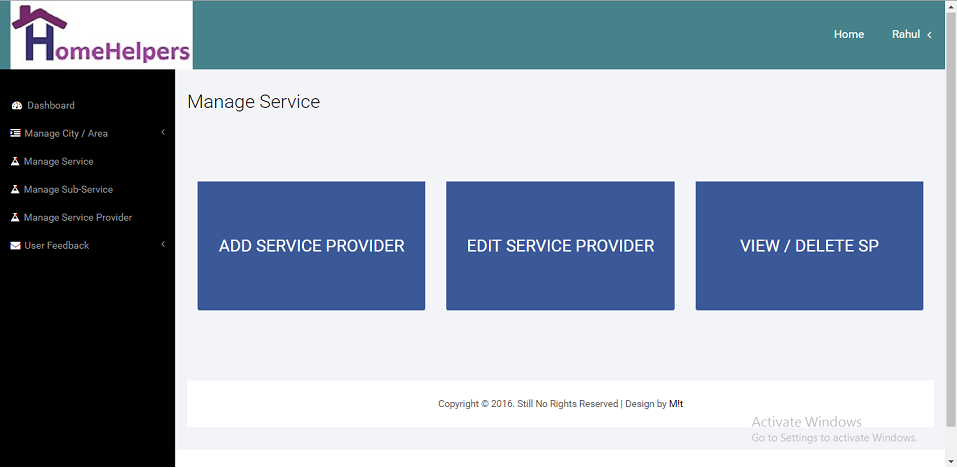 HomeHelpers
Home
Rahul
Dashboard
Manage City / Area
Manage Service
Manage Sub-Service
Manage Service Provider
User Feedback
Manage Service
ADD SERVICE PROVIDER
EDIT SERVICE PROVIDER
VIEW / DELETE SP
Copyright © 2016. Still No Rights Reserved | Design by M!t
Activate Windows
Go to Settings to activate Windows.